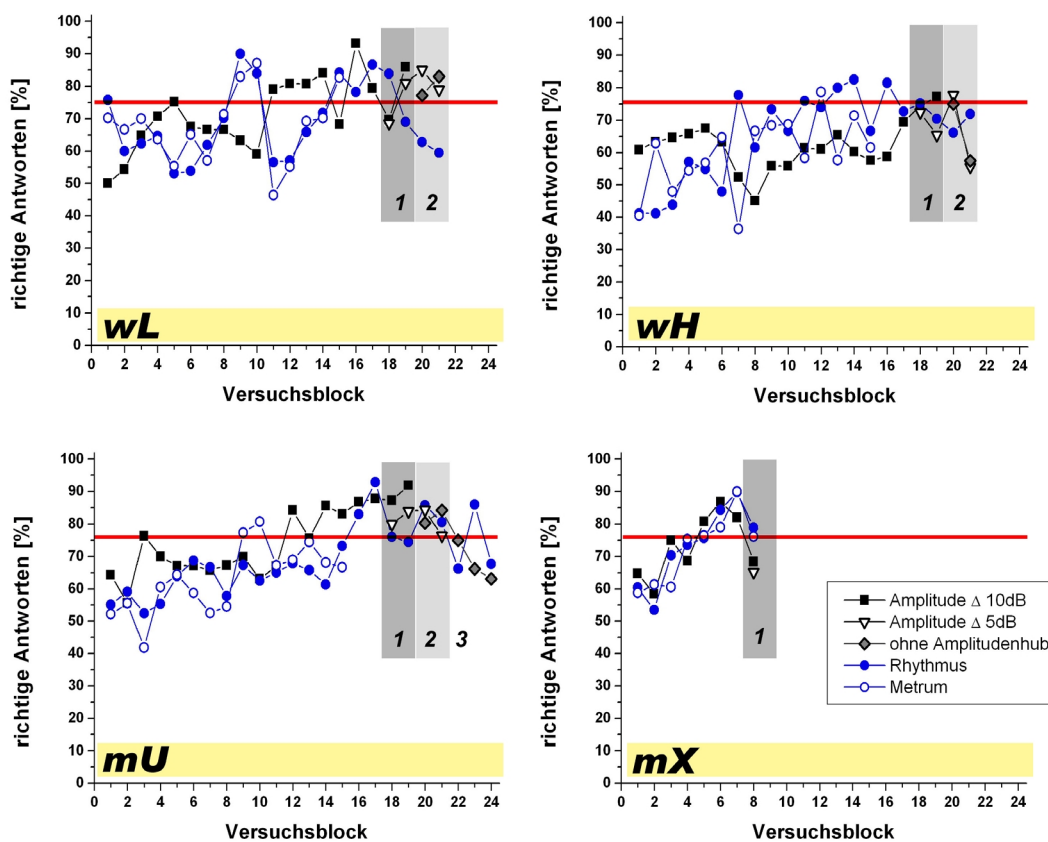 100
90
80
70
60
50
40
30
20
10
0
richtige Antworten [%]
1 2
wL
0 2 4 6 8 10 12 14 16 18 20 22 24
Versuchsblock
100
90
80
70
60
50
40
30
20
10
0
richtige Antworten [%]
1 2
wH
0 2 4 6 8 10 12 14 16 18 20 22 24
Versuchsblock
100
90
80
70
60
50
40
30
20
10
0
richtige Antworten [%]
1 2 3
mU
0 2 4 6 8 10 12 14 16 18 20 22 24
Versuchsblock
100
90
80
70
60
50
40
30
20
10
0
richtige Antworten [%]
1
Amplitude Δ 10dB
Amplitude Δ 5dB
ohne Amplitudenhub
Rhythmus
Metrum
mX
0 2 4 6 8 10 12 14 16 18 20 22 24
Versuchsblock